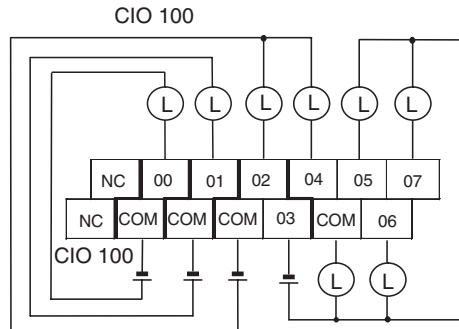 CIO 100
L L L L L L
NC 00 01 02 04 05 07
NC COM COM COM 03 COM 06
CIO 100
L L